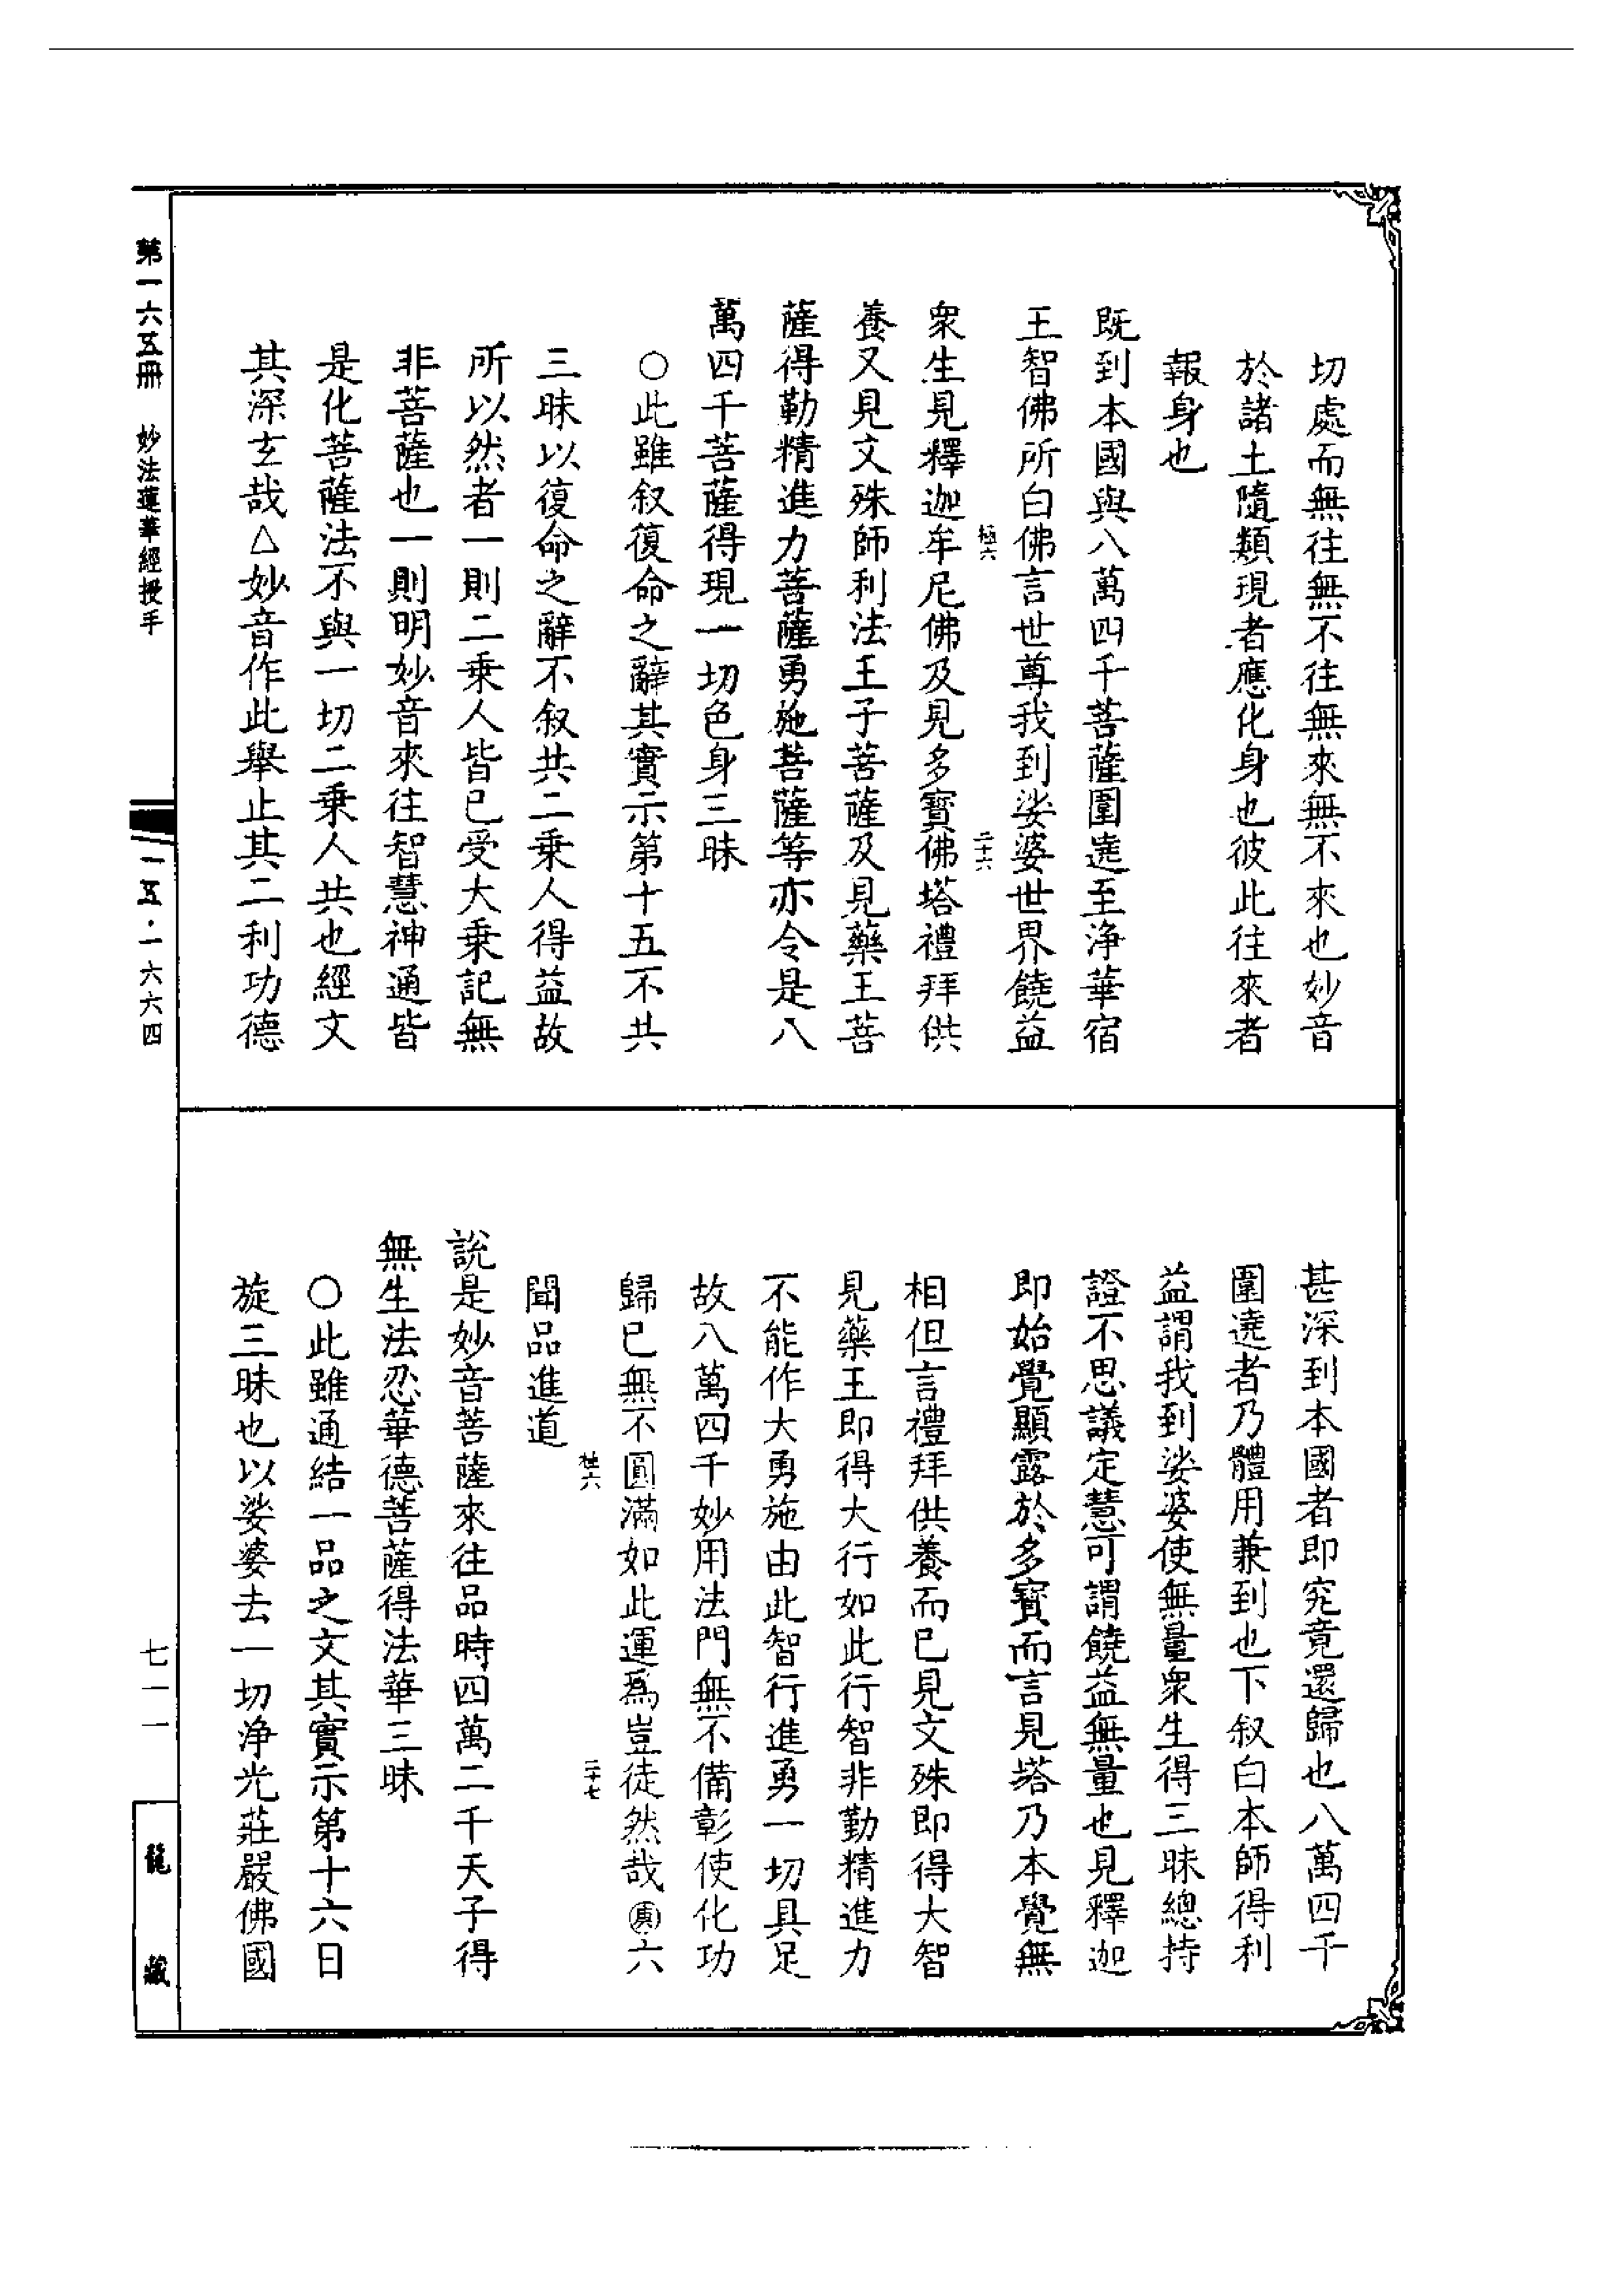 切處而無往無不往無來無不來也妙音
於諸土隨類現者應化身也彼此往來者
報身也
既到本國與八萬四千菩薩圍遶至淨華宿
王智佛所白佛言世尊我到娑婆世界饒益
極六
二十六
眾生見釋迦牟尼佛及見多寶佛塔禮拜供
養又見文殊師利法王子菩薩及見藥王菩
薩得勤精進力菩薩勇施菩薩等亦令是八
萬四千菩薩得現一切色身三昧
○此雖叙復命之辭其實示第十五不共
三昧以復命之辭不叙共二乘人得益故
所以然者一則二乘人皆已受大乘記無
非菩薩也一則明妙音來往智慧神通皆
是化菩薩法不與一切二乘人共也經文
其深玄哉△妙音作此舉止其二利功德
甚深到本國者即究竟還歸也八萬四千
圍遶者乃體用兼到也下叙白本師得利
益謂我到娑婆使無量眾生得三昧總持
證不思議定慧可謂饒益無量也見釋迦
即始覺顯露於多寶而言見塔乃本覺無
相但言禮拜供養而已見文殊即得大智
見藥王即得大行如此行智非勤精進力
不能作大勇施由此智行進勇一切具足
故八萬四千妙用法門無不備彰使化功
歸已無不圓滿如此運為豈徒然哉㊞六
極六
二十七
聞品進道
說是妙音菩薩來往品時四萬二千天子得
無生法忍華德菩薩得法華三昧
○此雖通結一品之文其實示第十六日
旋三昧也以娑婆去一切淨光莊嚴佛國
第一六五冊 妙法蓮華經授手
一五·一六六四
七一一
龍藏